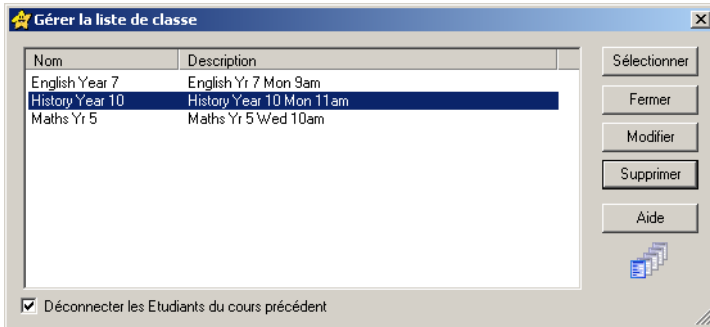 Gérer la liste de classe
Nom Description
English Year 7 English Yr 7 Mon 9am
History Year 10 History Year 10 Mon 11am
Maths Yr 5 Maths Yr 5 Wed 10am
Sélectionner
Fermer
Modifier
Supprimer
Aide
Déconnecter les Etudiants du cours précédent